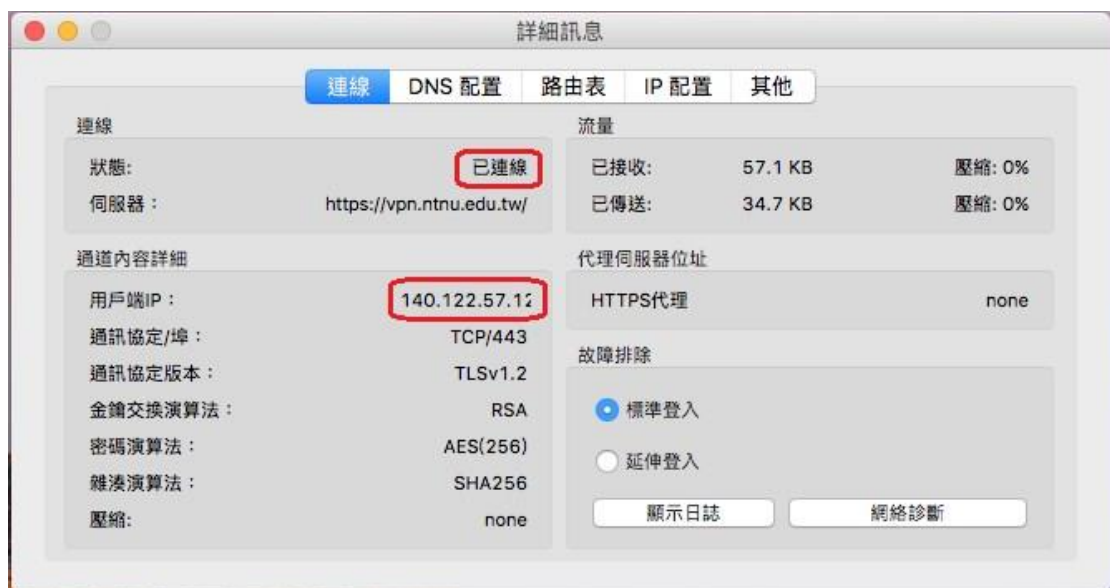 詳細訊息
連線 DNS 配置 路由表 IP 配置 其他
連線
狀態: 已連線
伺服器： https://vpn.ntnu.edu.tw/
通道內容詳細
用戶端IP： 140.122.57.12
通訊協定/埠： TCP/443
通訊協定版本： TLSv1.2
金鑰交換演算法： RSA
密碼演算法： AES(256)
雜湊演算法： SHA256
壓縮: none
流量
已接收: 57.1 KB 壓縮: 0%
已傳送: 34.7 KB 壓縮: 0%
代理伺服器位址
HTTPS代理 none
故障排除
標準登入
延伸登入
顯示日誌 網絡診斷